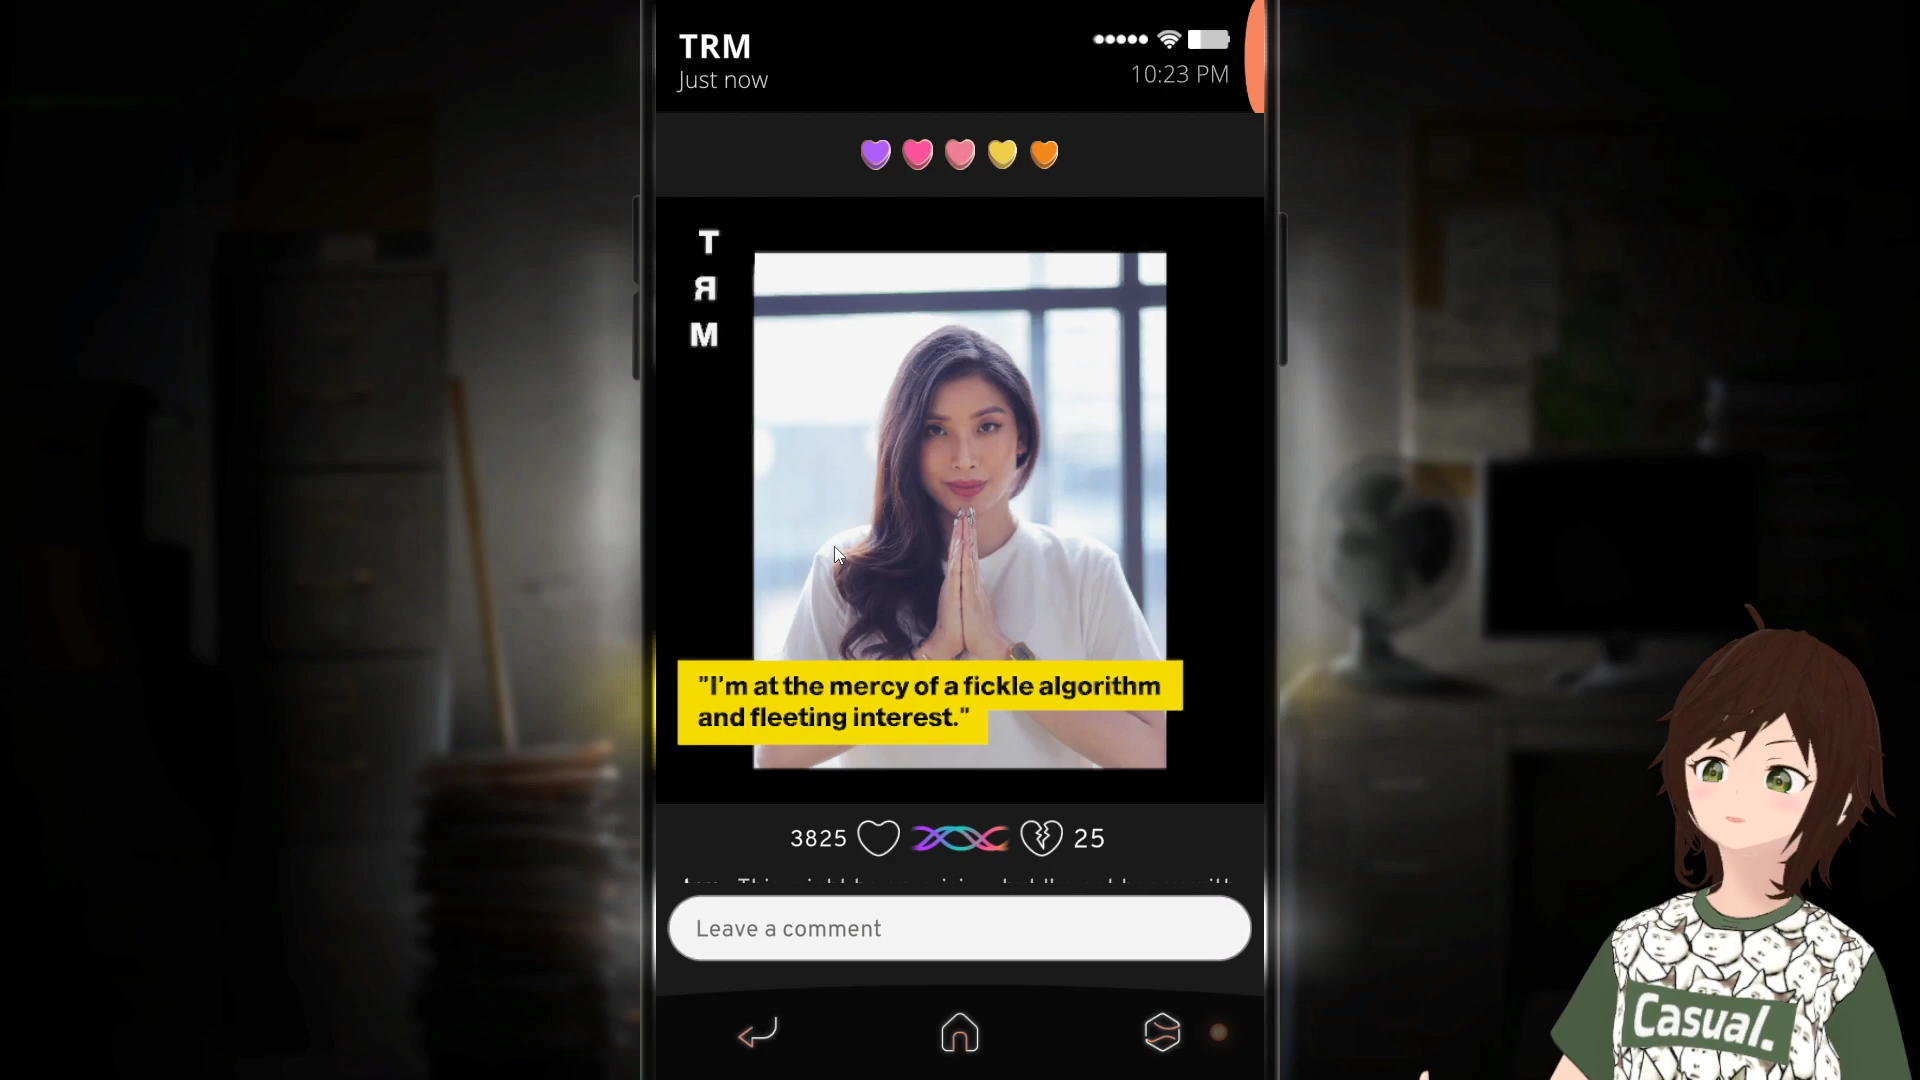 TRM
Just now
10:23 PM
T
Я
M
"I'm at the mercy of a fickle algorithm
and fleeting interest."
3825
25
Leave a comment
Casual.